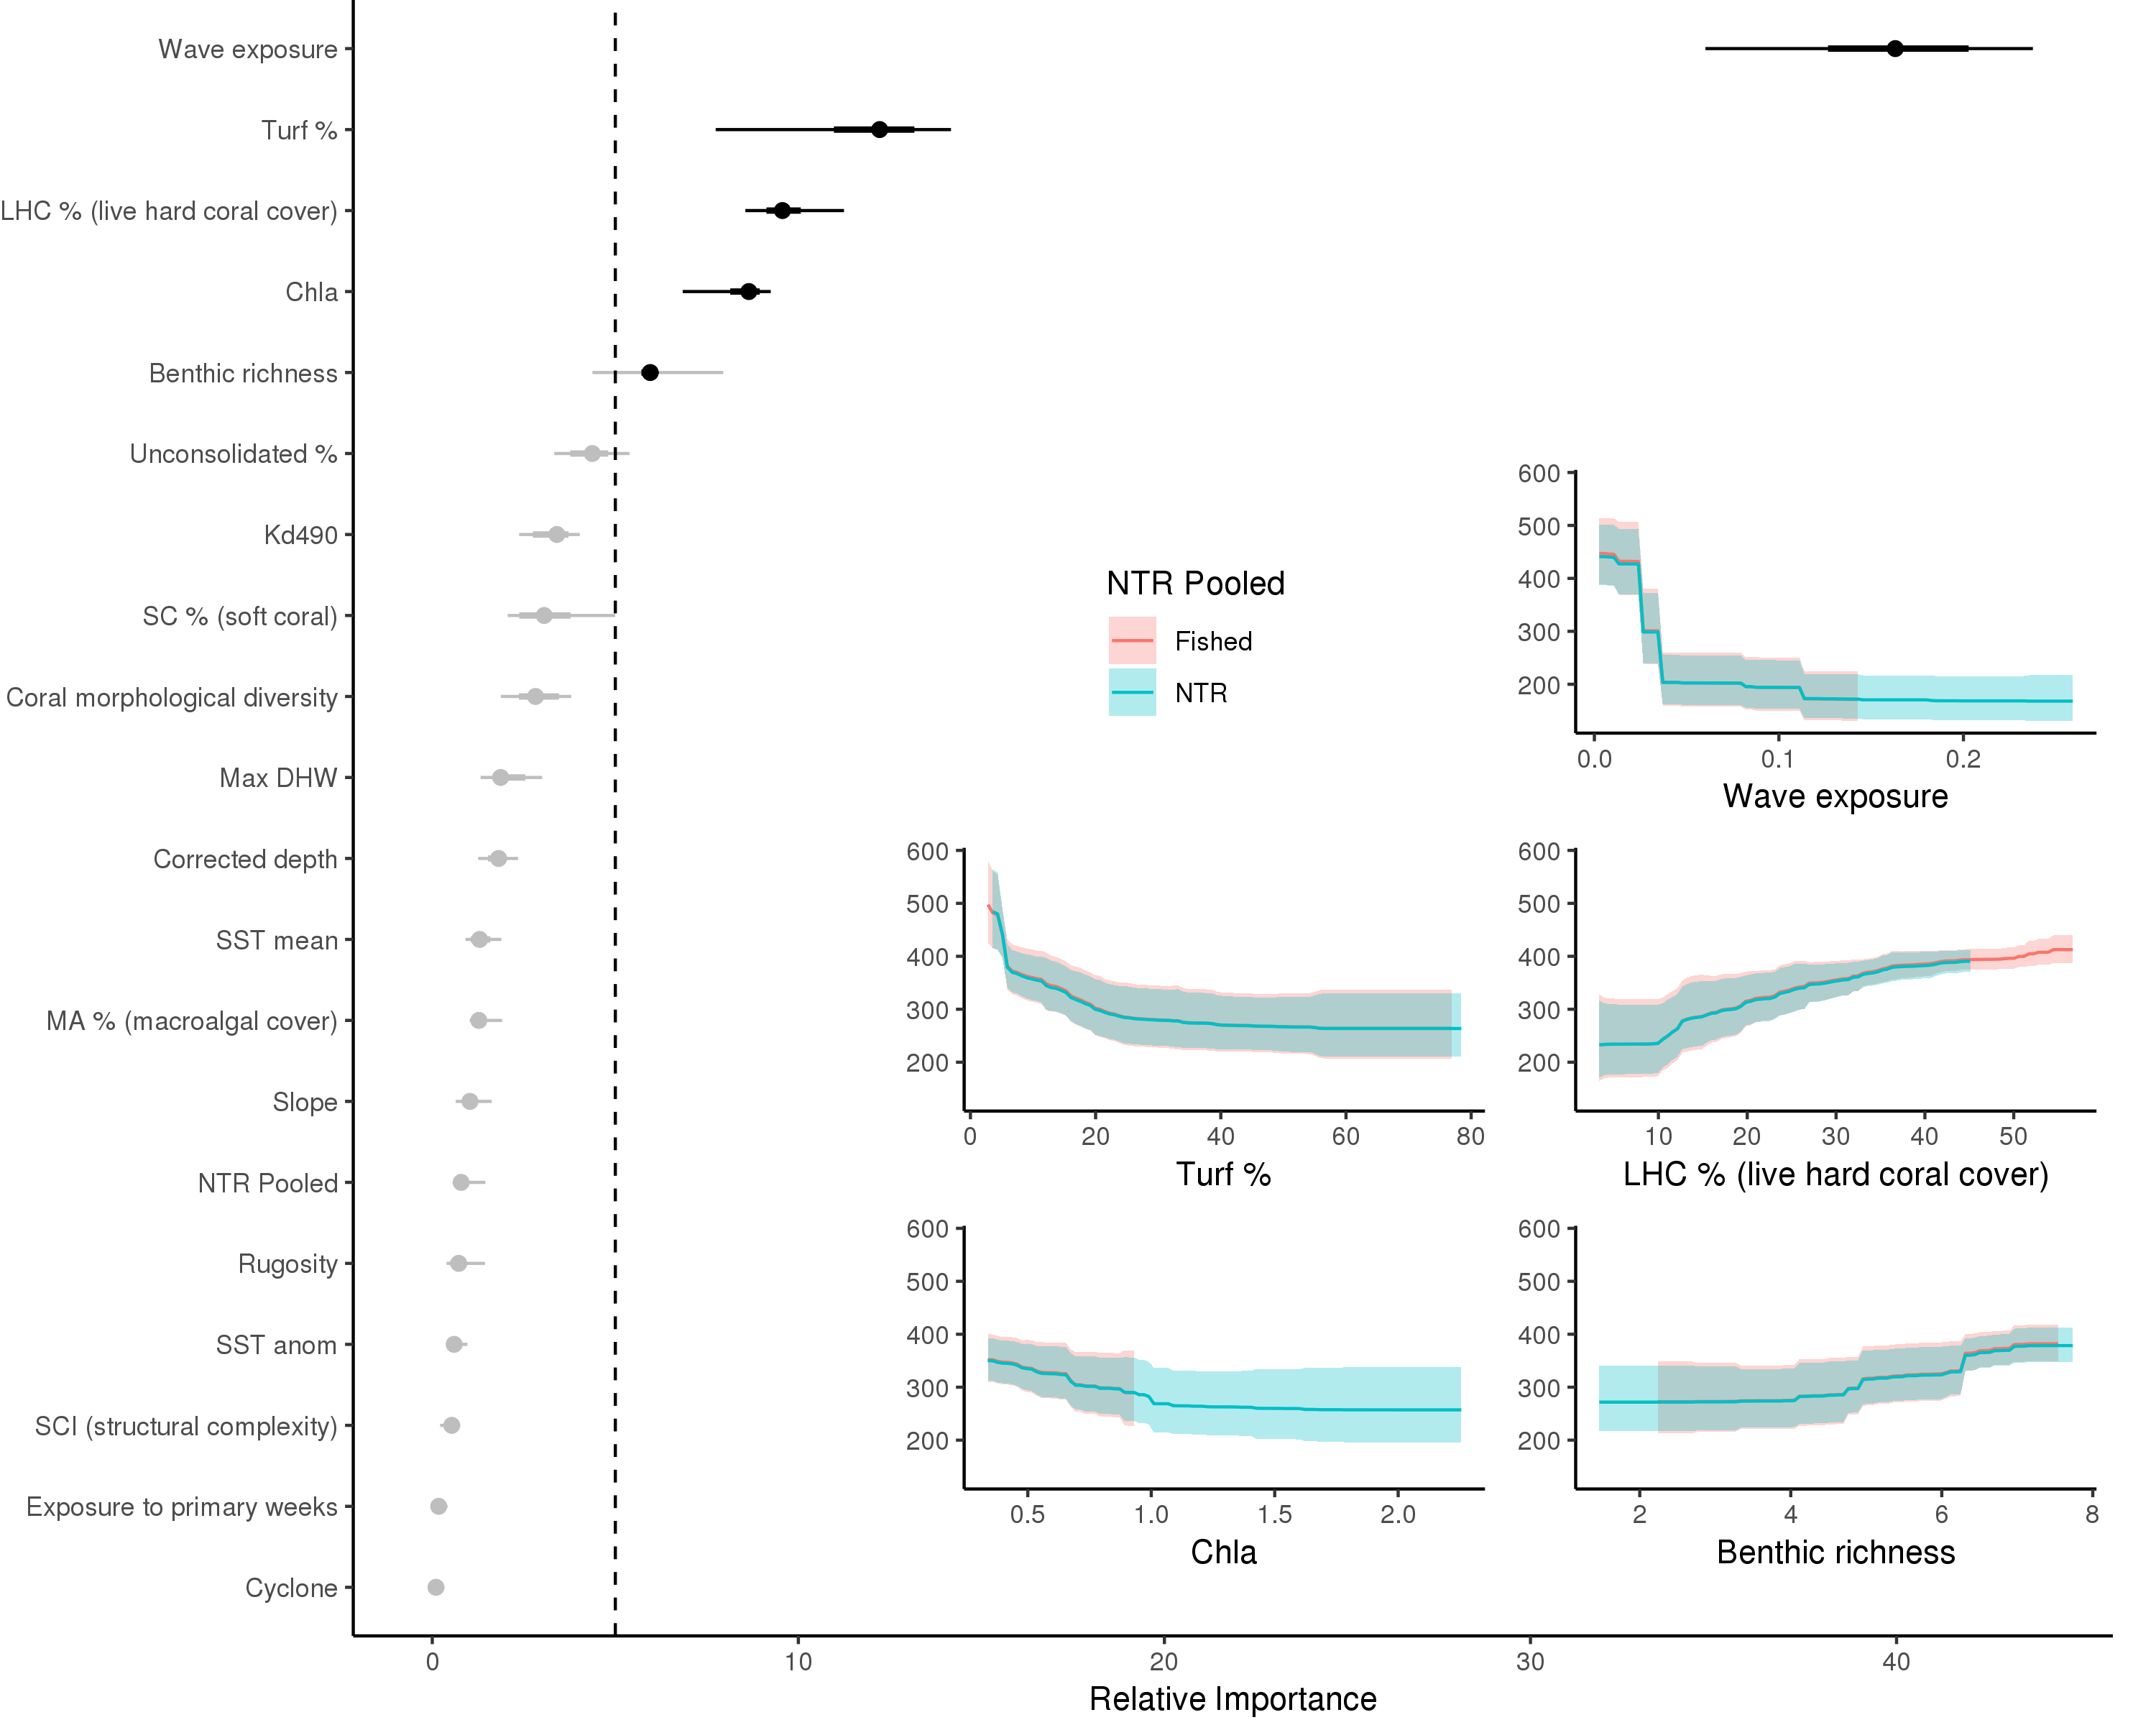 Wave exposure
Turf %
LHC % (live hard coral cover)
Chla
Benthic richness
Unconsolidated %
Kd490
SC % (soft coral)
Coral morphological diversity
Max DHW
Corrected depth
SST mean
MA % (macroalgal cover)
Slope
NTR Pooled
Rugosity
SST anom
SCI (structural complexity)
Exposure to primary weeks
Cyclone
0 10 20 30 40
Relative Importance
NTR Pooled
Fished
NTR
600
500
400
300
200
0.0 0.1 0.2
Wave exposure
600
500
400
300
200
0 20 40 60 80
Turf %
600
500
400
300
200
10 20 30 40 50
LHC % (live hard coral cover)
600
500
400
300
200
0.5 1.0 1.5 2.0
Chla
600
500
400
300
200
2 4 6 8
Benthic richness